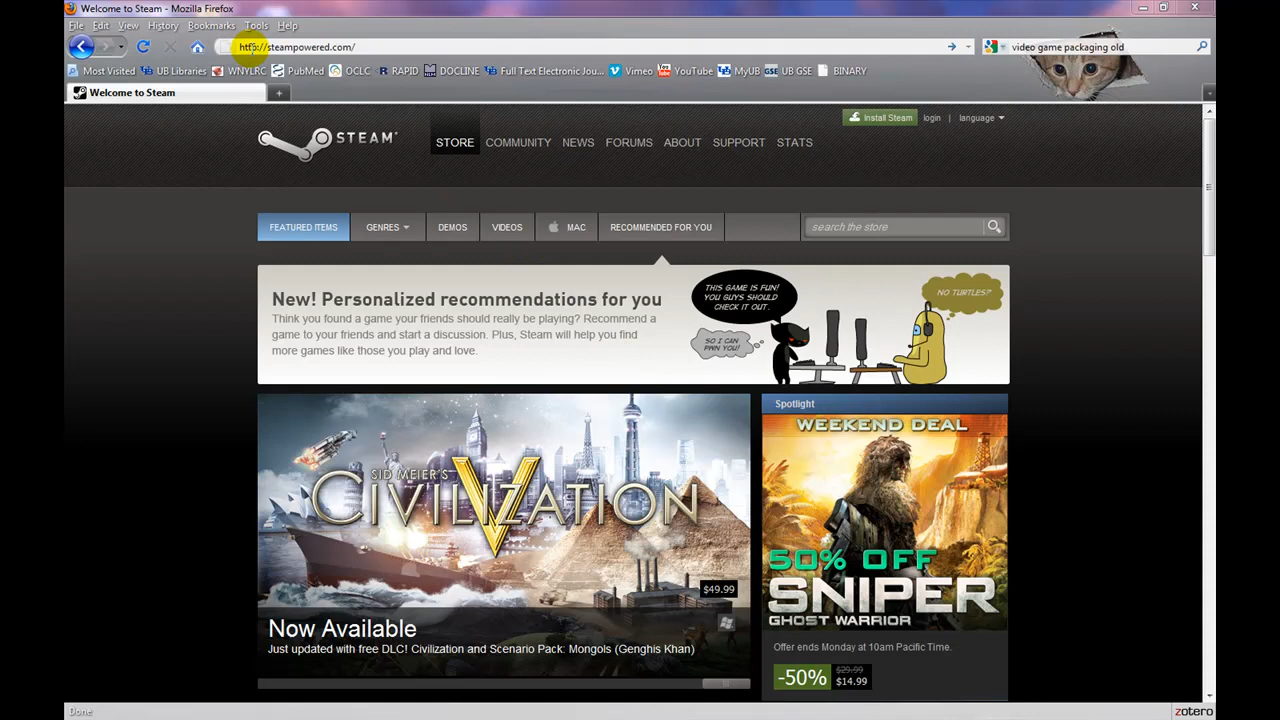 Welcome to Steam - Mozilla Firefox
File Edit View History Bookmarks Tools Help
http://steampowered.com/
video game packaging old
Most Visited UB Libraries WNYLRC PubMed OCLC RAPID DOCLINE Full Text Electronic Jou... Vimeo YouTube MyUB UB GSE BINARY
Welcome to Steam
Install Steam login | language
STEAM
STORE COMMUNITY NEWS FORUMS ABOUT SUPPORT STATS
FEATURED ITEMS GENRES DEMOS VIDEOS MAC RECOMMENDED FOR YOU search the store
New! Personalized recommendations for you
Think you found a game your friends should really be playing? Recommend a
game to your friends and start a discussion. Plus, Steam will help you find
more games like those you play and love.
THIS GAME IS FUN!
YOU GUYS SHOULD
CHECK IT OUT.
SO I CAN
PWN YOU!
NO TURTLES?
SID MEIER'S
CIVILIZATION
V
$49.99
Now Available
Just updated with free DLC! Civilization and Scenario Pack: Mongols (Genghis Khan)
Spotlight
WEEKEND DEAL
50% OFF
SNIPER
GHOST WARRIOR
Offer ends Monday at 10am Pacific Time.
-50%
$29.99
$14.99
Done
zotero